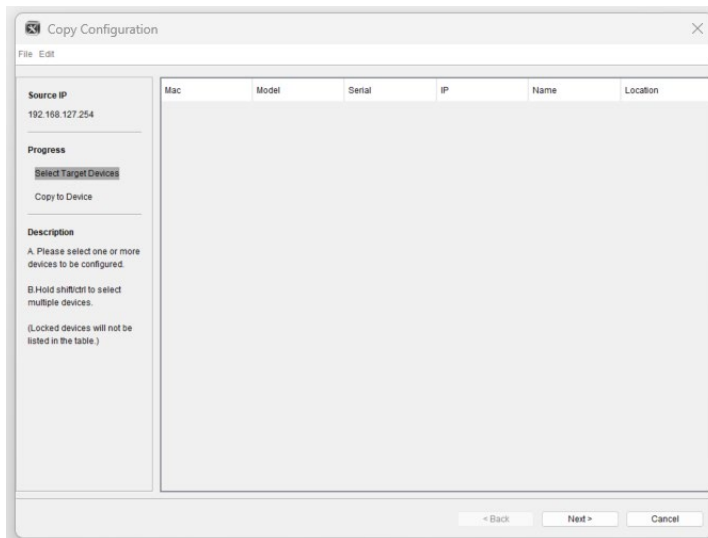 Copy Configuration
File Edit
Source IP
192.168.127.254
Progress
Select Target Devices
Copy to Device
Description
A. Please select one or more
devices to be configured.
B.Hold shift/ctrl to select
multiple devices.
(Locked devices will not be
listed in the table.)
Mac Model Serial IP Name Location
< Back Next > Cancel